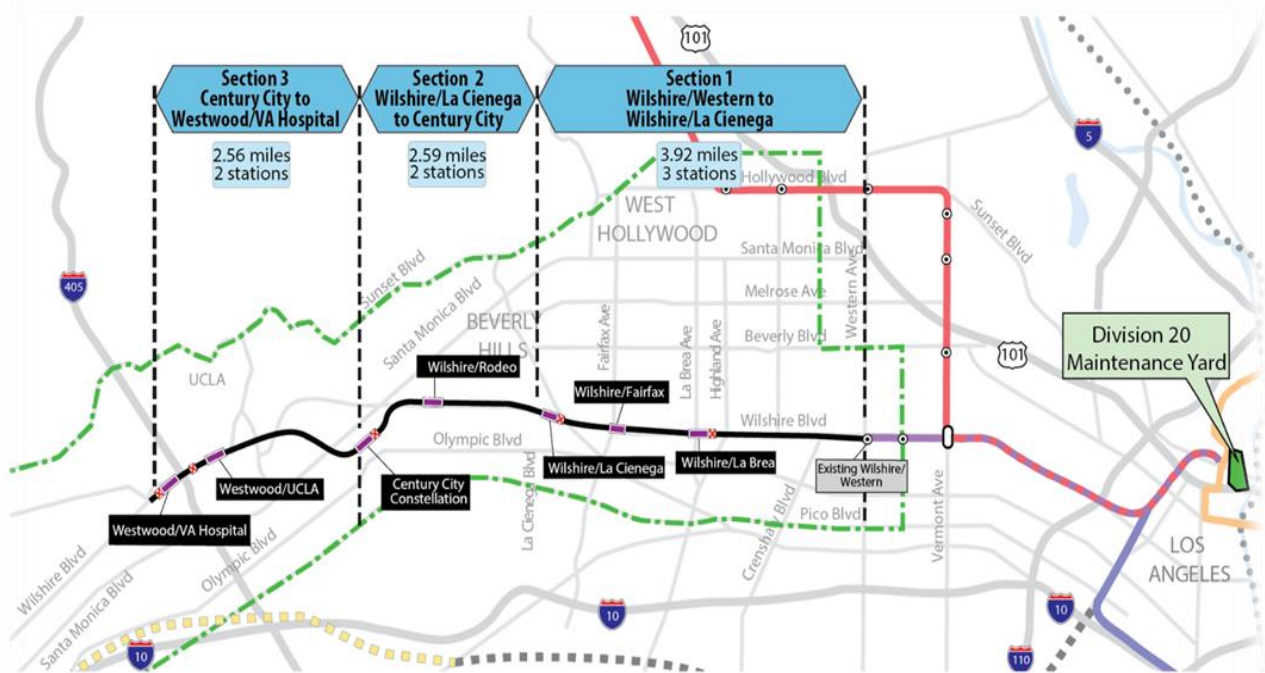 101
Section 3
Century City to
Westwood/VA Hospital
Section 2
Wilshire/La Cienega
to Century City
Section 1
Wilshire/Western to
Wilshire/La Cienega
2.56 miles
2 stations
2.59 miles
2 stations
3.92 miles
3 stations
5
Hollywood Blvd
WEST
HOLLYWOOD
Sunset Blvd
Santa Monica Blvd
Sunset Blvd
405
Santa Monica Blvd
Melrose Ave
Western Ave
BEVERLY
HILLS
Fairfax Ave
La Brea Ave
Highland Ave
Beverly Blvd
101
Division 20
Maintenance Yard
UCLA
Wilshire/Rodeo
Wilshire/Fairfax
Wilshire Blvd
Olympic Blvd
Wilshire/La Cienega
Wilshire/La Brea
Existing Wilshire/
Western
Westwood/UCLA
Century City
Constellation
La Cienega Blvd
Crenshaw Blvd
Pico Blvd
Vermont Ave
Westwood/VA Hospital
Wilshire Blvd
Santa Monica Blvd
Olympic Blvd
LOS
ANGELES
10
10
10
110